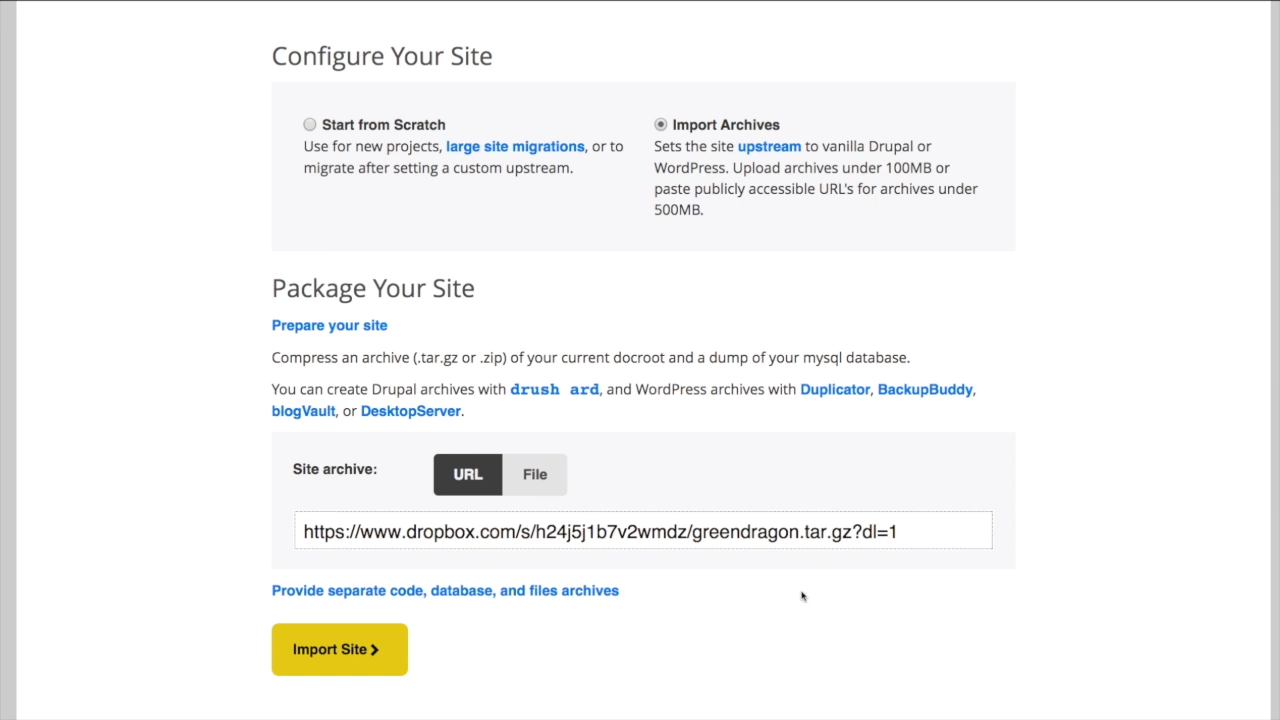 Configure Your Site
Start from Scratch
Use for new projects, large site migrations, or to
migrate after setting a custom upstream.
Import Archives
Sets the site upstream to vanilla Drupal or
WordPress. Upload archives under 100MB or
paste publicly accessible URL's for archives under
500MB.
Package Your Site
Prepare your site
Compress an archive (.tar.gz or .zip) of your current docroot and a dump of your mysql database.
You can create Drupal archives with drush ard, and WordPress archives with Duplicator, BackupBuddy,
blogVault, or DesktopServer.
Site archive: URL File
https://www.dropbox.com/s/h24j5j1b7v2wmdz/greendragon.tar.gz?dl=1
Provide separate code, database, and files archives
Import Site